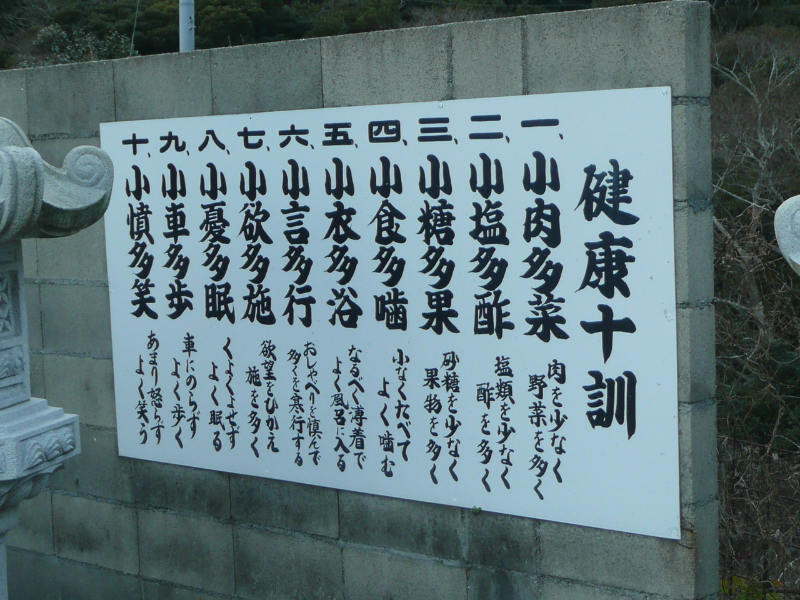 健康十訓
一、小肉多菜
肉を少なく
野菜を多く
二、小塩多酢
塩類を少なく
酢を多く
三、小糖多果
砂糖を少なく
果物を多く
四、小食多噛
小なくたべて
よく噛む
五、小衣多浴
なるべく薄着で
よく風呂に入る
六、小言多行
おしゃべりを慎んで
多くを実行する
七、小欲多施
欲望をひかえ
施を多く
八、小憂多眠
くよくよせず
よく眠る
九、小車多歩
車にのらず
よく歩く
十、小憤多笑
あまり怒らず
よく笑う